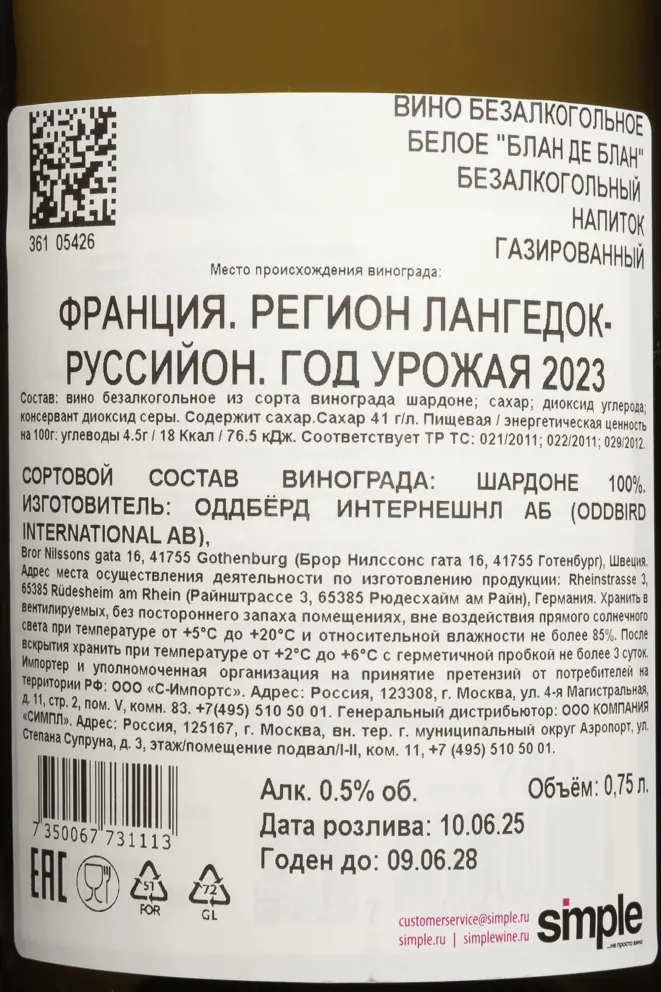 ВИНО БЕЗАЛКОГОЛЬНОЕ
БЕЛОЕ "БЛАН ДЕ БЛАН"
БЕЗАЛКОГОЛЬНЫЙ
НАПИТОК
ГАЗИРОВАННЫЙ
361 05426
Место происхождения винограда:
ФРАНЦИЯ. РЕГИОН ЛАНГЕДОК-
РУССИЙОН. ГОД УРОЖАЯ 2023
Состав: вино безалкогольное из сорта винограда шардоне; сахар; диоксид углерода;
консервант диоксид серы. Содержит сахар.Сахар 41 г/л. Пищевая / энергетическая ценность
на 100г: углеводы 4.5г / 18 Ккал / 76.5 кДж. Соответствует ТР ТС: 021/2011; 022/2011; 029/2012.
СОРТОВОЙ СОСТАВ ВИНОГРАДА: ШАРДОНЕ 100%.
ИЗГОТОВИТЕЛЬ: ОДДБЁРД ИНТЕРНЕШНЛ АБ (ODDBIRD
INTERNATIONAL AB),
Bror Nilssons gata 16, 41755 Gothenburg (Брор Нилссонс гата 16, 41755 Готенбург), Швеция.
Адрес места осуществления деятельности по изготовлению продукции: Rheinstrasse 3,
65385 Rüdesheim am Rhein (Райнштрассе 3, 65385 Рюдесхайм ам Райн), Германия. Хранить в
вентилируемых, без постороннего запаха помещениях, вне воздействия прямого солнечного
света при температуре от +5°C до +20°C и относительной влажности не более 85%. После
вскрытия хранить при температуре от +2°C до +6°C с герметичной пробкой не более 3 суток.
Импортер и уполномоченная организация на принятие претензий от потребителей на
территории РФ: ООО «С-Импортс». Адрес: Россия, 123308, г. Москва, ул. 4-я Магистральная,
д. 11, стр. 2, пом. V, комн. 83. +7(495) 510 50 01. Генеральный дистрибьютор: ООО КОМПАНИЯ
«СИМПЛ». Адрес: Россия, 125167, г. Москва, вн. тер. г. муниципальный округ Аэропорт, ул.
Степана Супруна, д. 3, этаж/помещение подвал/I-II, ком. 11, +7 (495) 510 50 01.
Алк. 0.5% об.
Объём: 0,75 л.
Дата розлива: 10.06.25
Годен до: 09.06.28
7 350067 731113
EAC
51
FOR
72
GL
customerservice@simple.ru
simple.ru | simplewine.ru
simple
...не просто вино